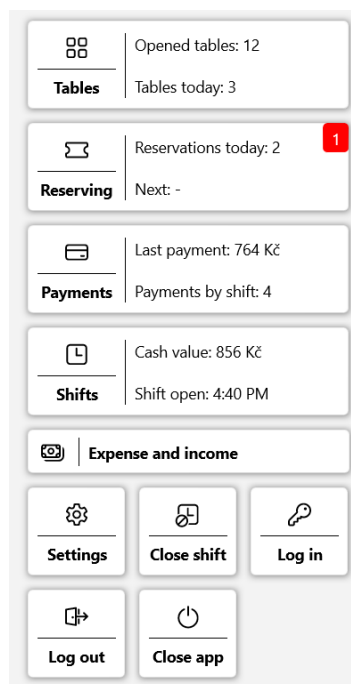 Opened tables: 12
Tables
Tables today: 3
1
Reservations today: 2
Reserving
Next: -
Last payment: 764 Kč
Payments
Payments by shift: 4
Cash value: 856 Kč
Shifts
Shift open: 4:40 PM
Expense and income
Settings
Close shift
Log in
Log out
Close app